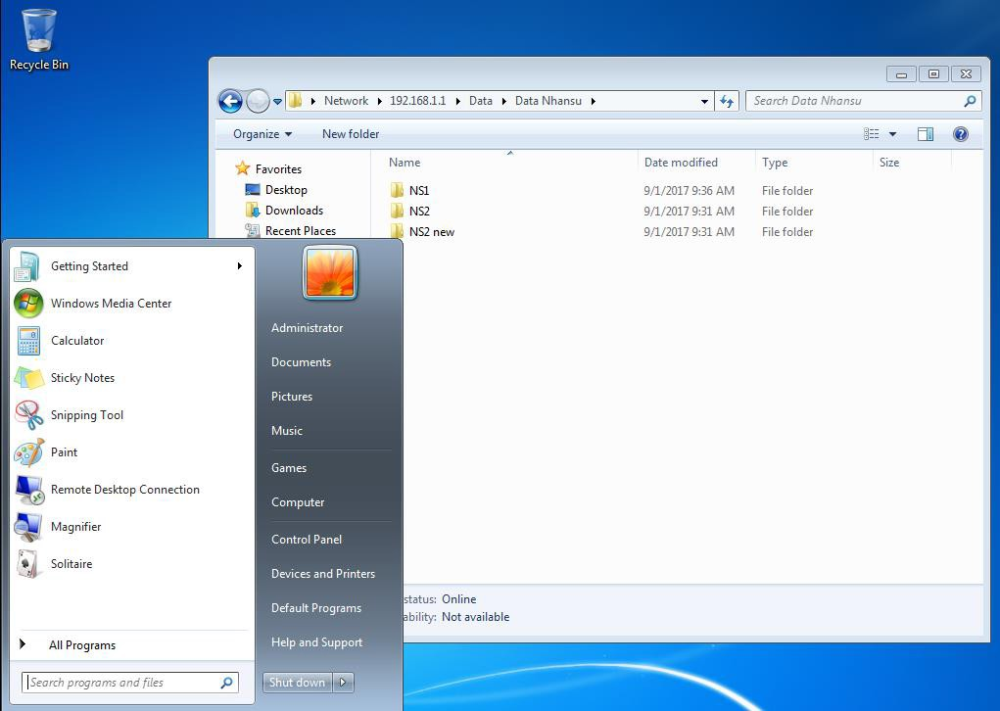 Recycle Bin
Network 192.168.1.1 Data Data Nhansu
Search Data Nhansu
Organize New folder
Name Date modified Type Size
Favorites
Desktop
Downloads
Recent Places
NS1 9/1/2017 9:36 AM File folder
NS2 9/1/2017 9:31 AM File folder
NS2 new 9/1/2017 9:31 AM File folder
status: Online
ability: Not available
Getting Started
Windows Media Center
Calculator
Sticky Notes
Snipping Tool
Paint
Remote Desktop Connection
Magnifier
Solitaire
All Programs
Search programs and files
Administrator
Documents
Pictures
Music
Games
Computer
Control Panel
Devices and Printers
Default Programs
Help and Support
Shut down